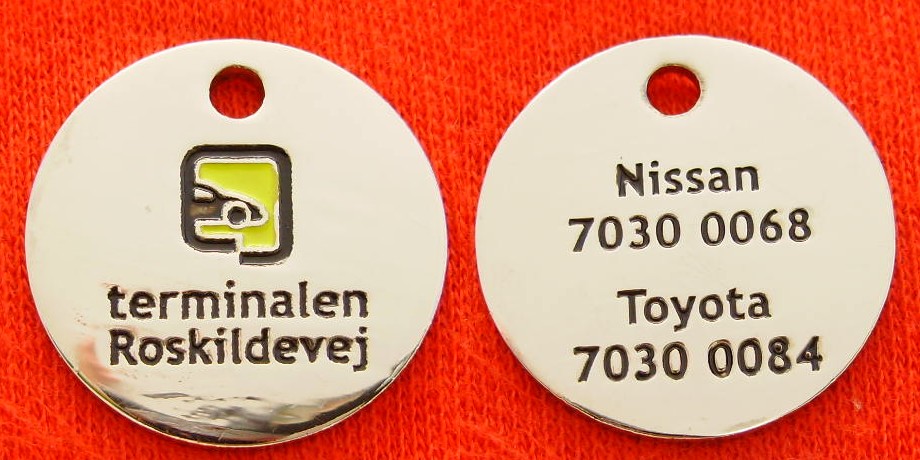 terminalen
Roskildevej
Nissan
7030 0068
Toyota
7030 0084